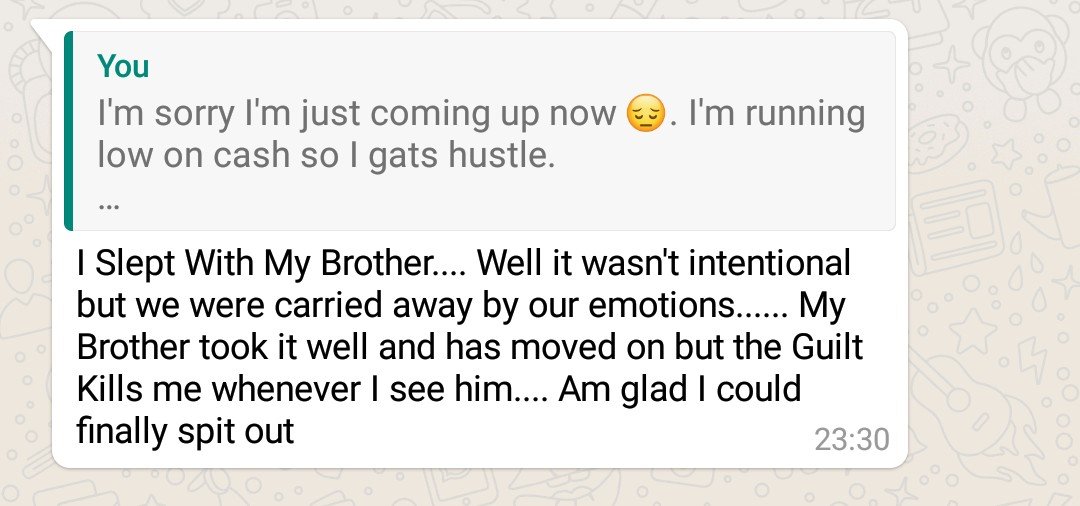 You
I'm sorry I'm just coming up now 😔. I'm running
low on cash so I gats hustle.
...
I Slept With My Brother.... Well it wasn't intentional
but we were carried away by our emotions...... My
Brother took it well and has moved on but the Guilt
Kills me whenever I see him.... Am glad I could
finally spit out
23:30